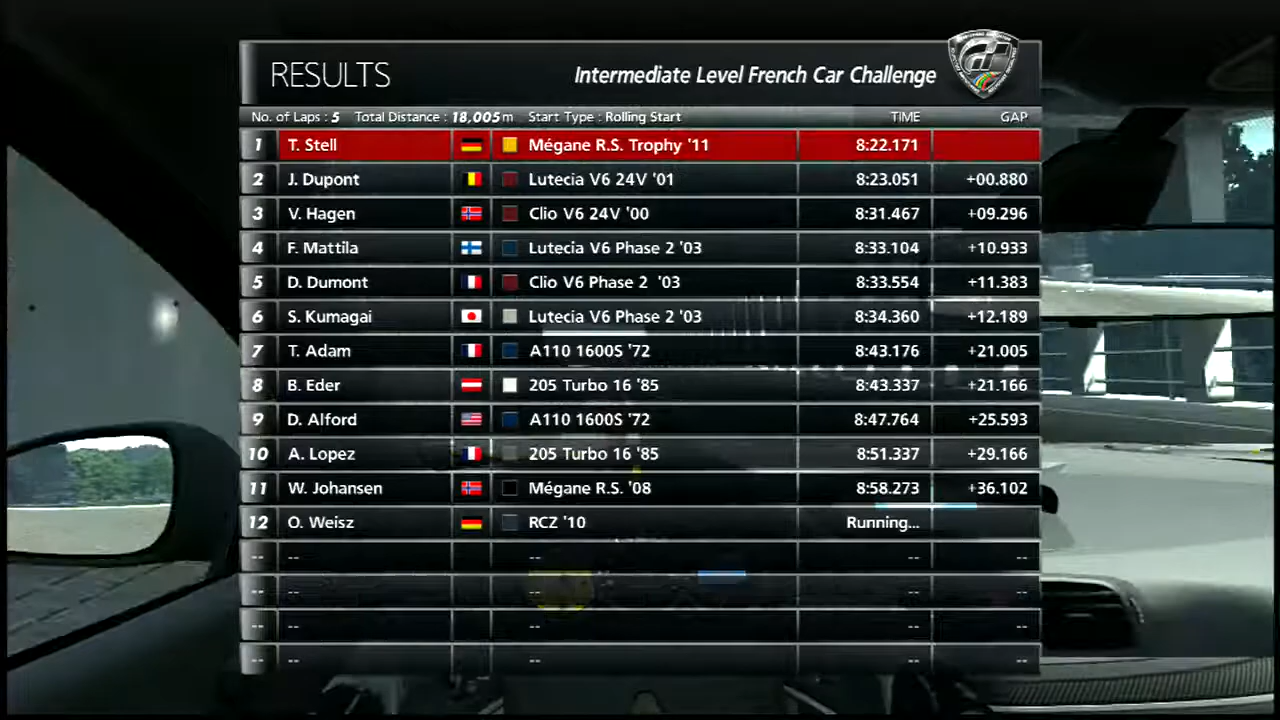 RESULTS Intermediate Level French Car Challenge
No. of Laps : 5 Total Distance : 18,005 m Start Type : Rolling Start TIME GAP
1 T. Stell Mégane R.S. Trophy '11 8:22.171
2 J. Dupont Lutecia V6 24V '01 8:23.051 +00.880
3 V. Hagen Clio V6 24V '00 8:31.467 +09.296
4 F. Mattila Lutecia V6 Phase 2 '03 8:33.104 +10.933
5 D. Dumont Clio V6 Phase 2 '03 8:33.554 +11.383
6 S. Kumagai Lutecia V6 Phase 2 '03 8:34.360 +12.189
7 T. Adam A110 1600S '72 8:43.176 +21.005
8 B. Eder 205 Turbo 16 '85 8:43.337 +21.166
9 D. Alford A110 1600S '72 8:47.764 +25.593
10 A. Lopez 205 Turbo 16 '85 8:51.337 +29.166
11 W. Johansen Mégane R.S. '08 8:58.273 +36.102
12 O. Weisz RCZ '10 Running...
-- -- -- -- --
-- -- -- -- --
-- -- -- -- --
-- -- -- -- --